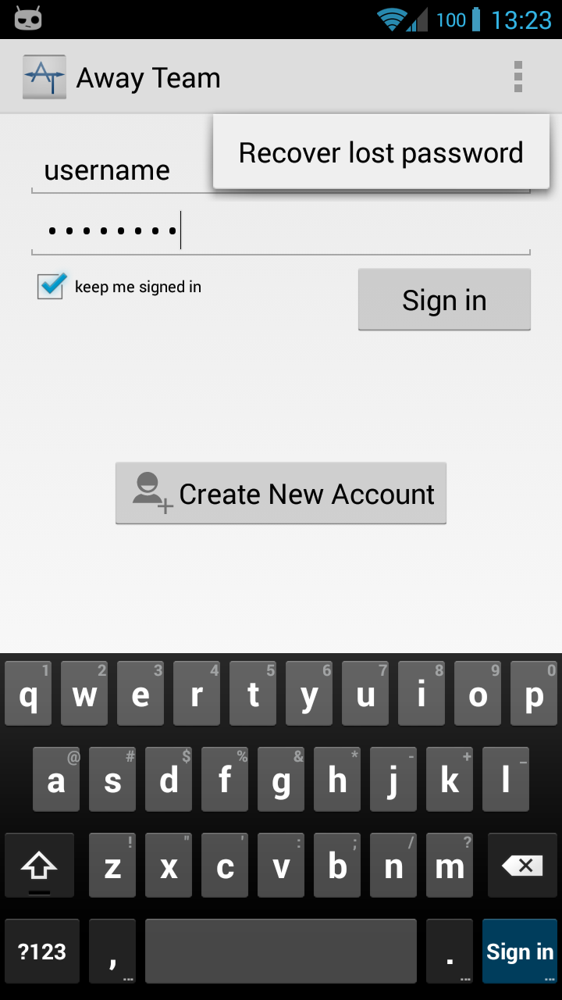 100 13:23
AT Away Team
Recover lost password
username
••••••••
keep me signed in
Sign in
Create New Account
1 2 3 4 5 6 7 8 9 0
q w e r t y u i o p
@ # $ % & * - + _
a s d f g h j k l
! " ' : ; / ?
z x c v b n m
?123 , ... . ... Sign in ...